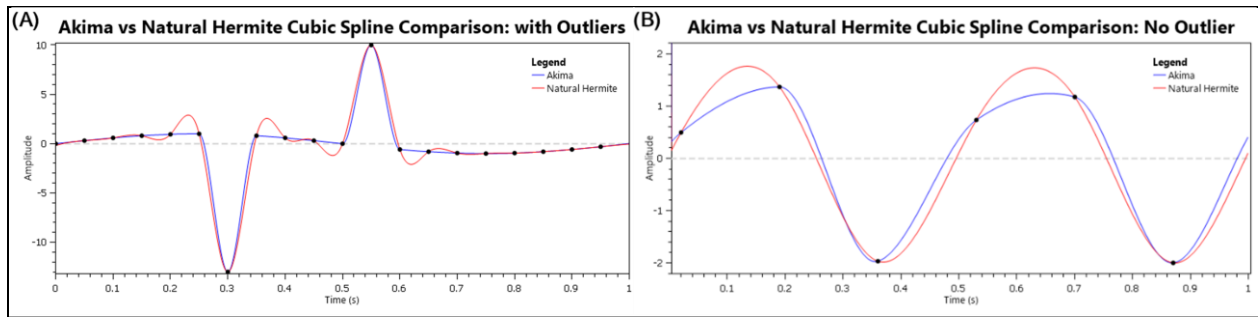 (A)
Akima vs Natural Hermite Cubic Spline Comparison: with Outliers
Legend
Akima
Natural Hermite
Amplitude
10
5
0
-5
-10
0 0.1 0.2 0.3 0.4 0.5 0.6 0.7 0.8 0.9 1
Time (s)
(B)
Akima vs Natural Hermite Cubic Spline Comparison: No Outlier
Legend
Akima
Natural Hermite
Amplitude
2
1
0
-1
-2
0.1 0.2 0.3 0.4 0.5 0.6 0.7 0.8 0.9 1
Time (s)